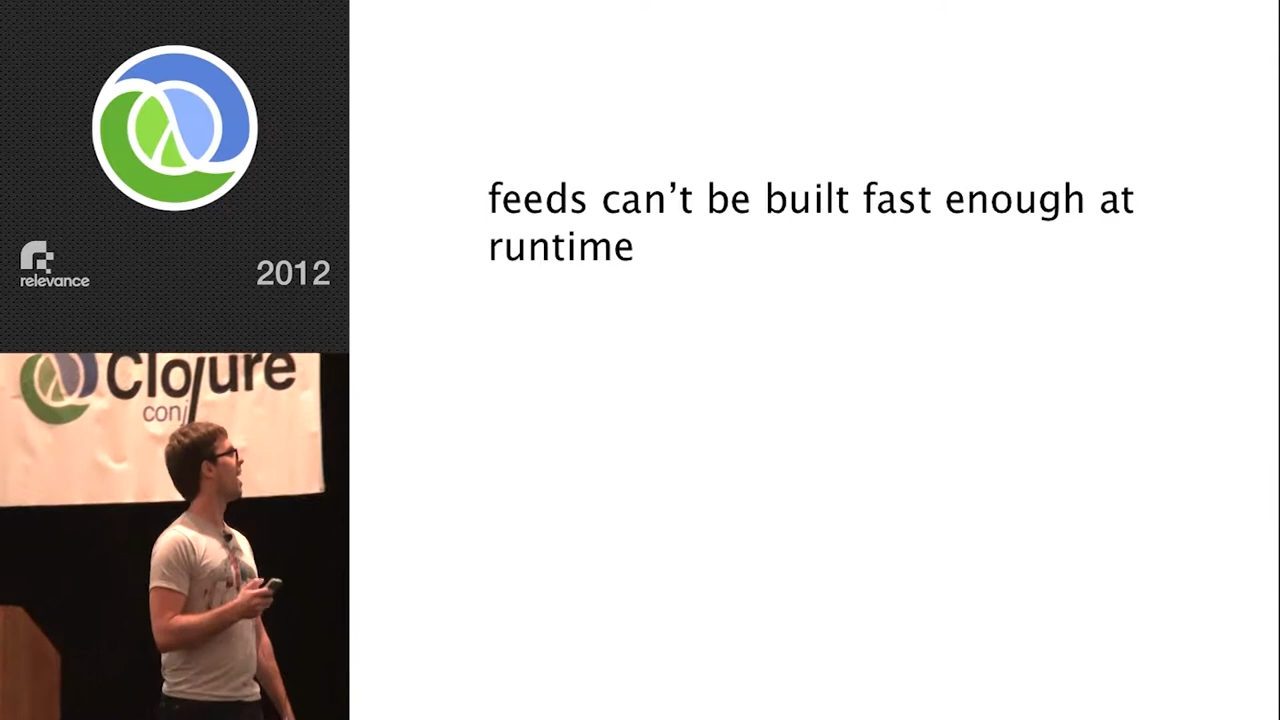 relevance
2012
Clojure
conj
feeds can’t be built fast enough at
runtime